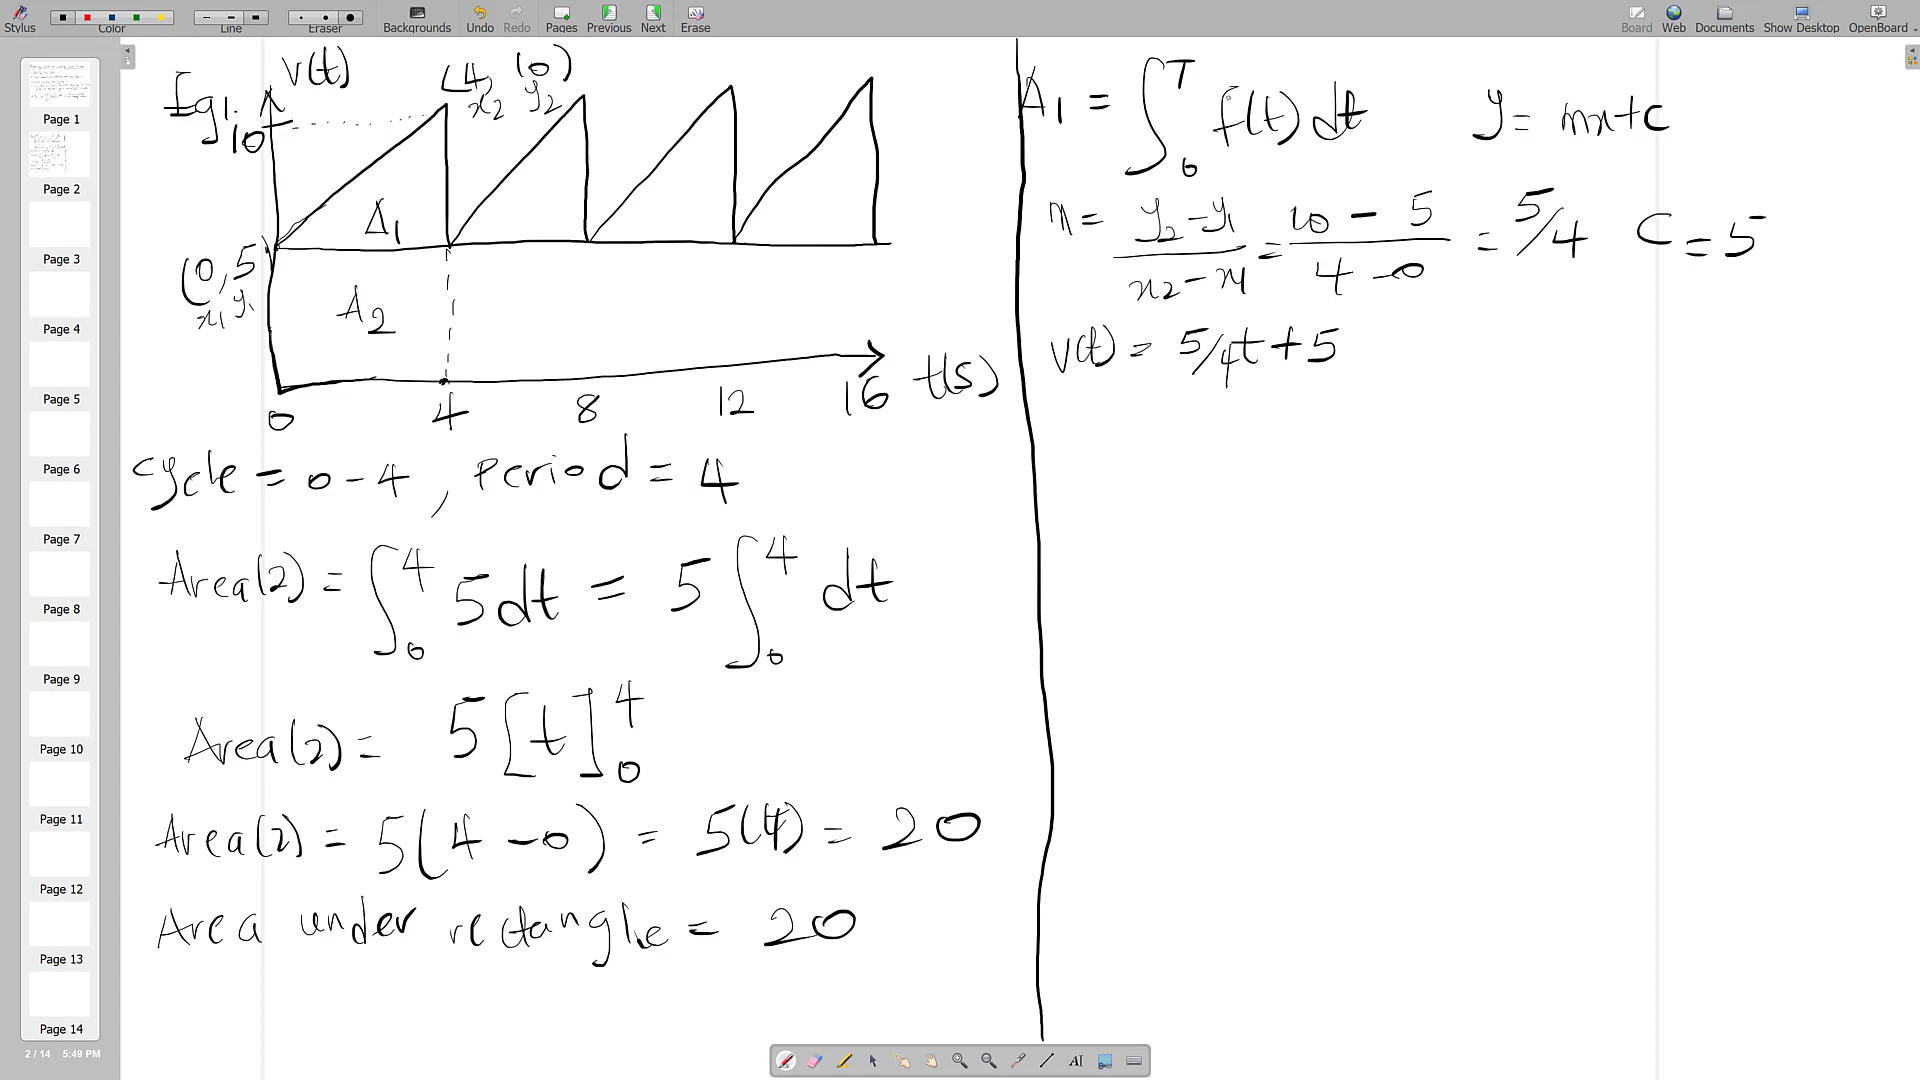 Stylus
Color
Line
Eraser
Backgrounds
Undo
Redo
Pages
Previous
Next
Erase
Board
Web
Documents
Show Desktop
OpenBoard
Page 1
Page 2
Page 3
Page 4
Page 5
Page 6
Page 7
Page 8
Page 9
Page 10
Page 11
Page 12
Page 13
Page 14
2 / 14 5:49 PM
Eg1. v(t)
(4, 10)
x2 y2
10
A1
(0, 5
x1 y1
A2
0 4 8 12 16 t(s)
cycle = 0 - 4, period = 4
Area(2) = ∫₀⁴ 5dt = 5 ∫₀⁴ dt
Area(2) = 5[t]₀⁴
Area(2) = 5(4 - 0) = 5(4) = 20
Area under rectangle = 20
A1 = ∫₀ᵀ f(t) dt y = mx+c
m = (y2 - y1)/(x2 - x1) = (10 - 5)/(4 - 0) = 5/4 C = 5
v(t) = 5/4t + 5
AI